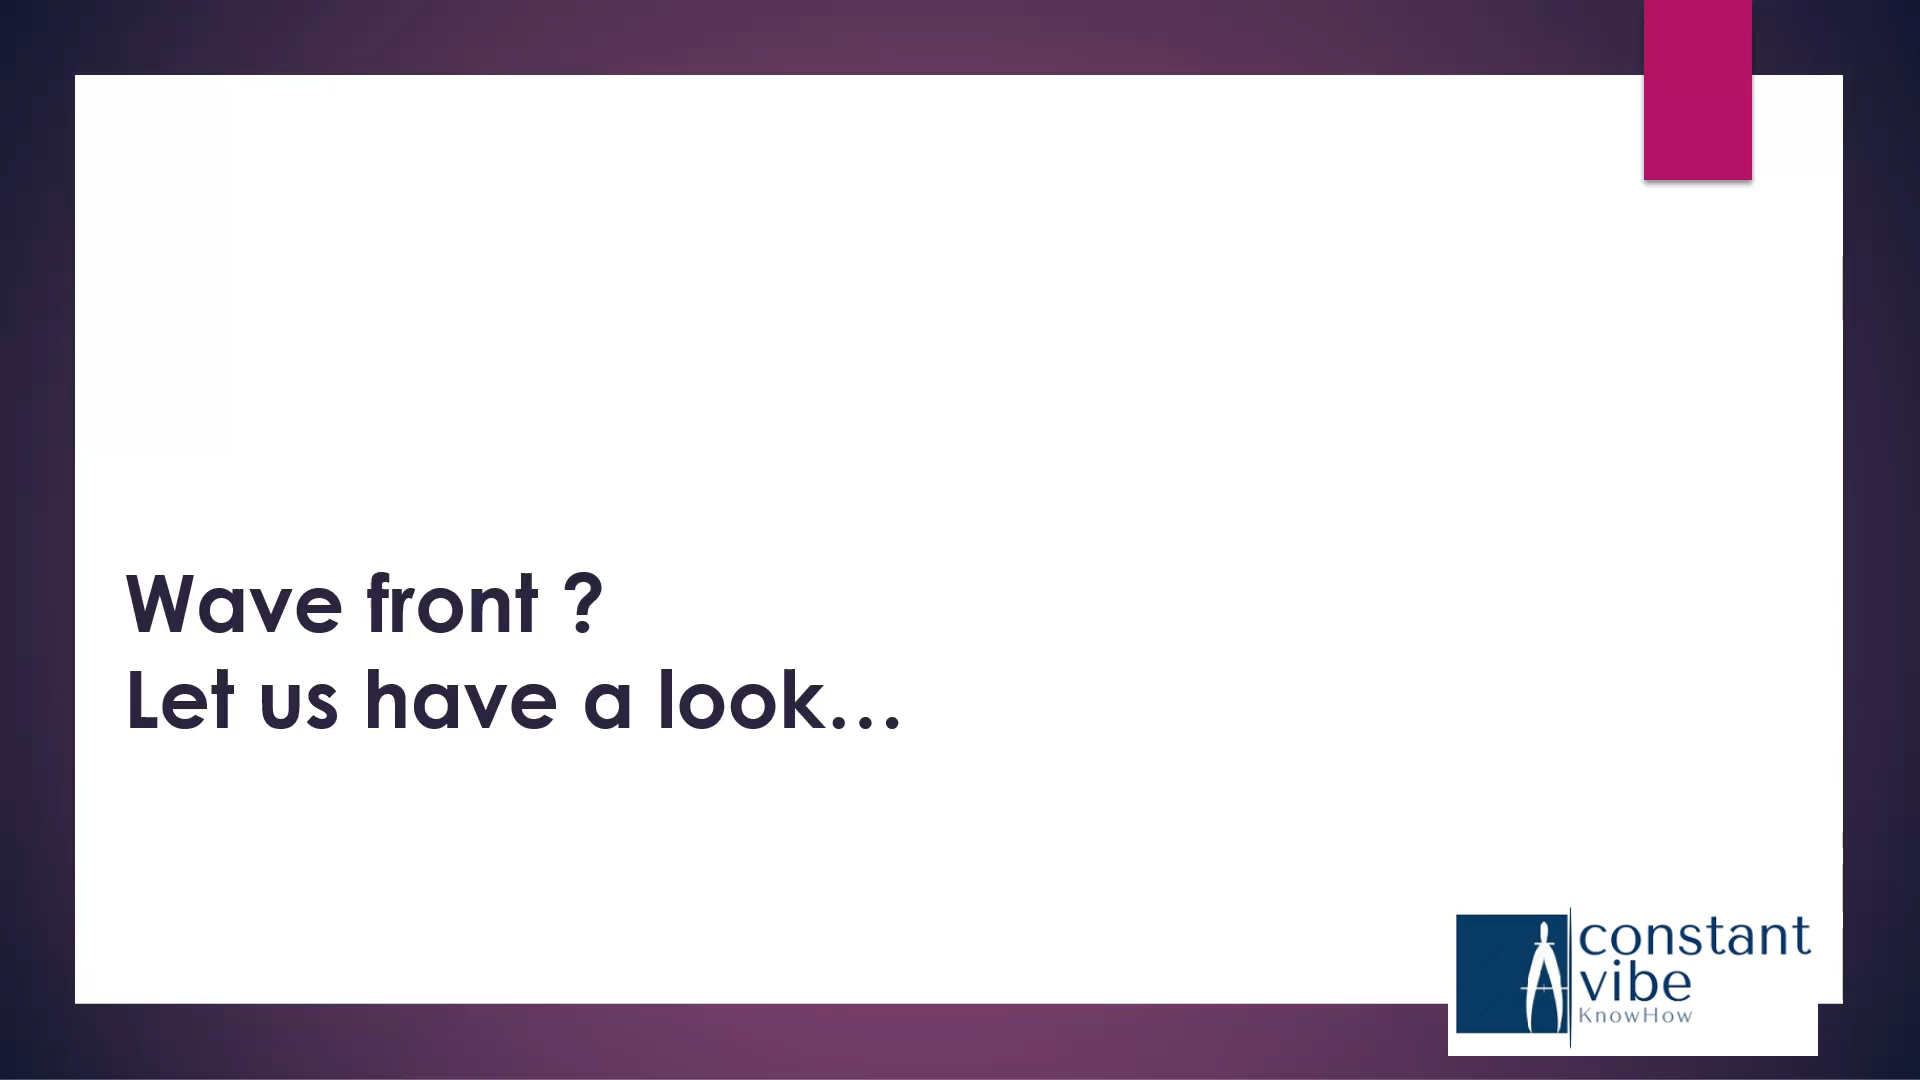 Wave front ?
Let us have a look…
constant
vibe
KnowHow